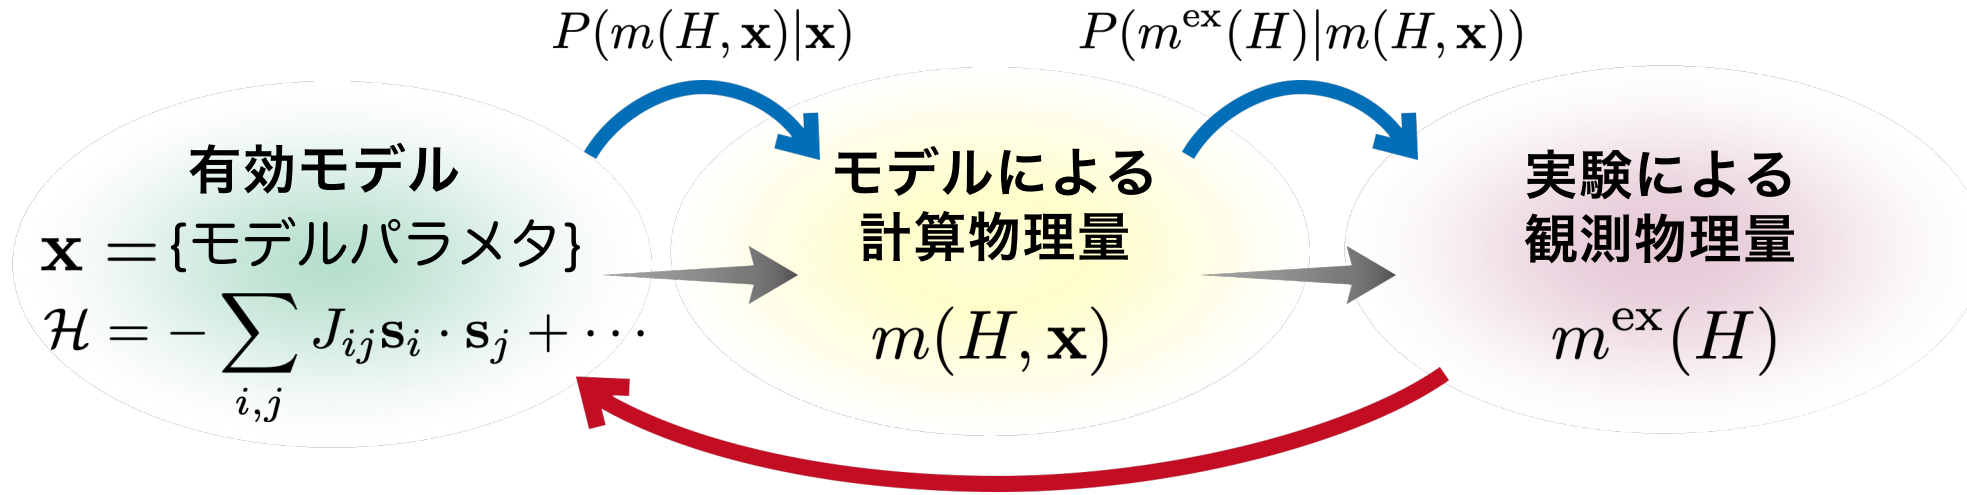 P(m(H, x)|x)
P(m^ex(H)|m(H, x))
有効モデル
x = {モデルパラメタ}
ℋ = − ∑_{i,j} J_{ij} s_i · s_j + ⋯
モデルによる
計算物理量
m(H, x)
実験による
観測物理量
m^ex(H)